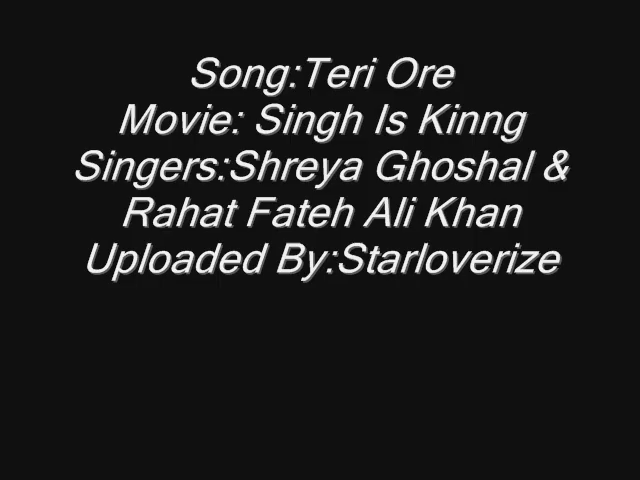 Song:Teri Ore
Movie: Singh Is Kinng
Singers:Shreya Ghoshal &
Rahat Fateh Ali Khan
Uploaded By:Starloverize